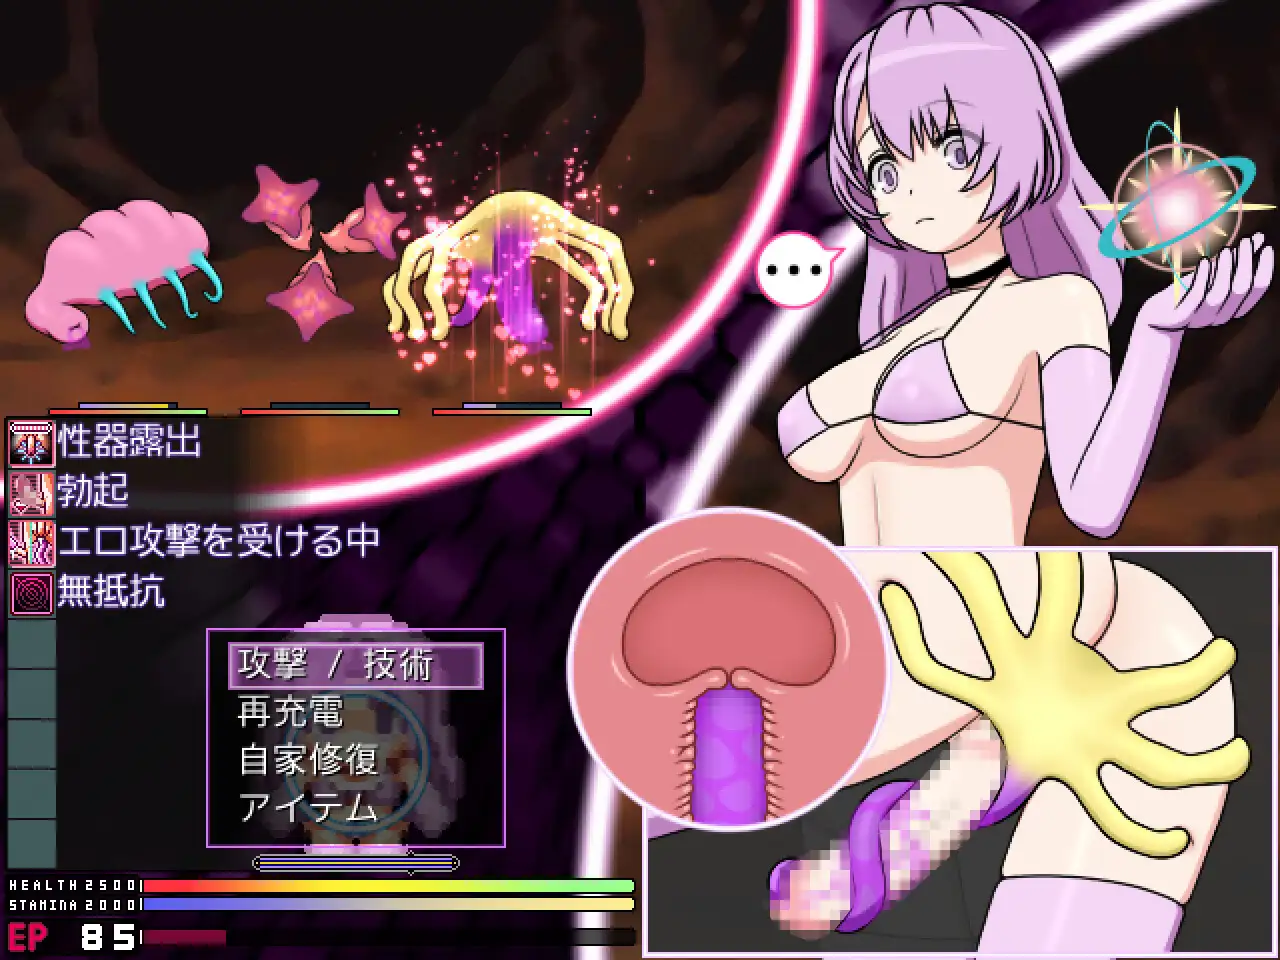 性器露出
勃起
エロ攻撃を受ける中
無抵抗
攻撃 / 技術
再充電
自家修復
アイテム
HEALTH 2500
STAMINA 2000
EP 85